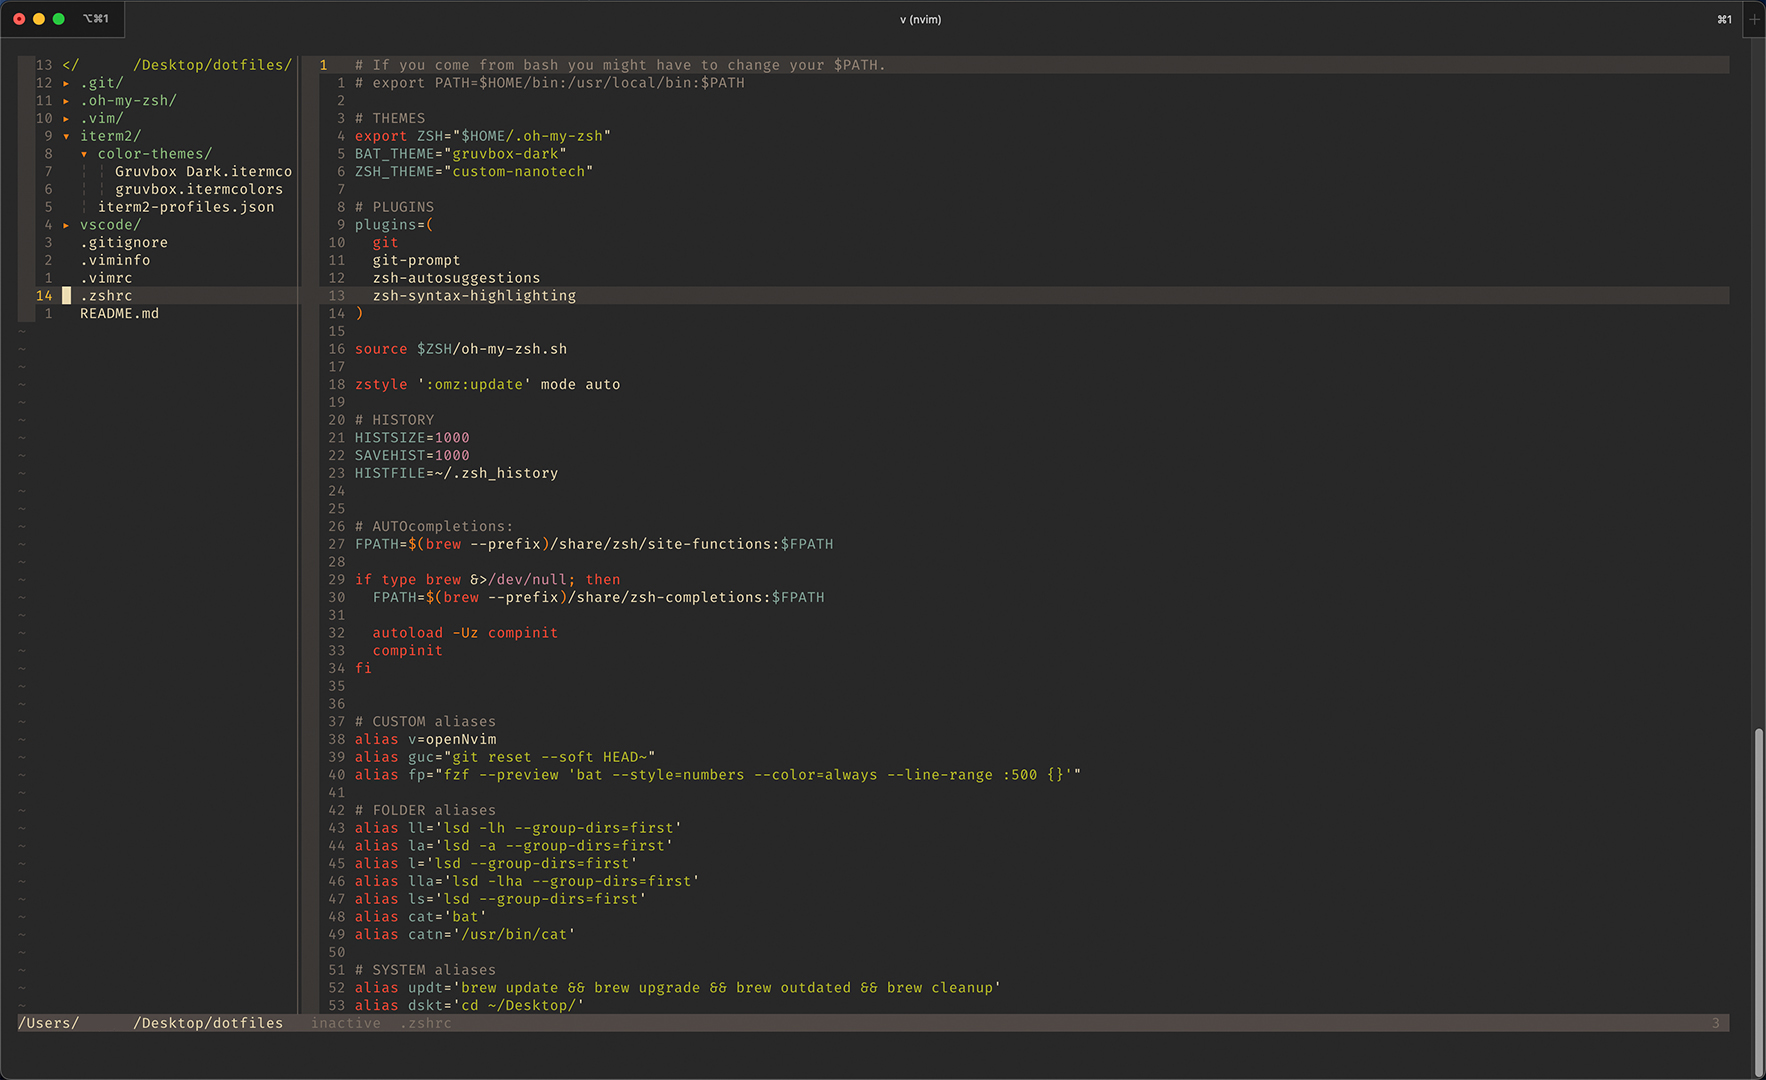 ⌥⌘1
v (nvim)
⌘1
+
13 </ /Desktop/dotfiles/
12 ▸ .git/
11 ▸ .oh-my-zsh/
10 ▸ .vim/
9 ▾ iterm2/
8 ▾ color-themes/
7 ¦ ¦ Gruvbox Dark.itermco
6 ¦ ¦ gruvbox.itermcolors
5 ¦ iterm2-profiles.json
4 ▸ vscode/
3 .gitignore
2 .viminfo
1 .vimrc
14 .zshrc
1 README.md
1 # If you come from bash you might have to change your $PATH.
1 # export PATH=$HOME/bin:/usr/local/bin:$PATH
2
3 # THEMES
4 export ZSH="$HOME/.oh-my-zsh"
5 BAT_THEME="gruvbox-dark"
6 ZSH_THEME="custom-nanotech"
7
8 # PLUGINS
9 plugins=(
10 git
11 git-prompt
12 zsh-autosuggestions
13 zsh-syntax-highlighting
14 )
15
16 source $ZSH/oh-my-zsh.sh
17
18 zstyle ':omz:update' mode auto
19
20 # HISTORY
21 HISTSIZE=1000
22 SAVEHIST=1000
23 HISTFILE=~/.zsh_history
24
25
26 # AUTOcompletions:
27 FPATH=$(brew --prefix)/share/zsh/site-functions:$FPATH
28
29 if type brew &>/dev/null; then
30 FPATH=$(brew --prefix)/share/zsh-completions:$FPATH
31
32 autoload -Uz compinit
33 compinit
34 fi
35
36
37 # CUSTOM aliases
38 alias v=openNvim
39 alias guc="git reset --soft HEAD~"
40 alias fp="fzf --preview 'bat --style=numbers --color=always --line-range :500 {}'"
41
42 # FOLDER aliases
43 alias ll='lsd -lh --group-dirs=first'
44 alias la='lsd -a --group-dirs=first'
45 alias l='lsd --group-dirs=first'
46 alias lla='lsd -lha --group-dirs=first'
47 alias ls='lsd --group-dirs=first'
48 alias cat='bat'
49 alias catn='/usr/bin/cat'
50
51 # SYSTEM aliases
52 alias updt='brew update && brew upgrade && brew outdated && brew cleanup'
53 alias dskt='cd ~/Desktop/'
/Users/ /Desktop/dotfiles inactive .zshrc 3